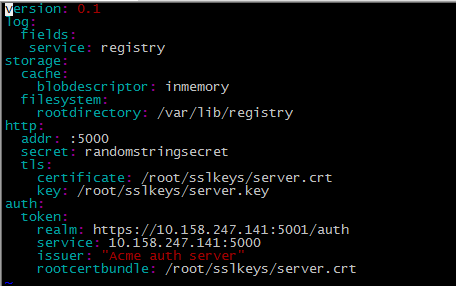 version: 0.1
log:
  fields:
   service: registry
storage:
  cache:
    blobdescriptor: inmemory
  filesystem:
    rootdirectory: /var/lib/registry
http:
  addr: :5000
  secret: randomstringsecret
  tls:
    certificate: /root/sslkeys/server.crt
    key: /root/sslkeys/server.key
auth:
  token:
    realm: https://10.158.247.141:5001/auth
    service: 10.158.247.141:5000
    issuer: "Acme auth server"
    rootcertbundle: /root/sslkeys/server.crt
~